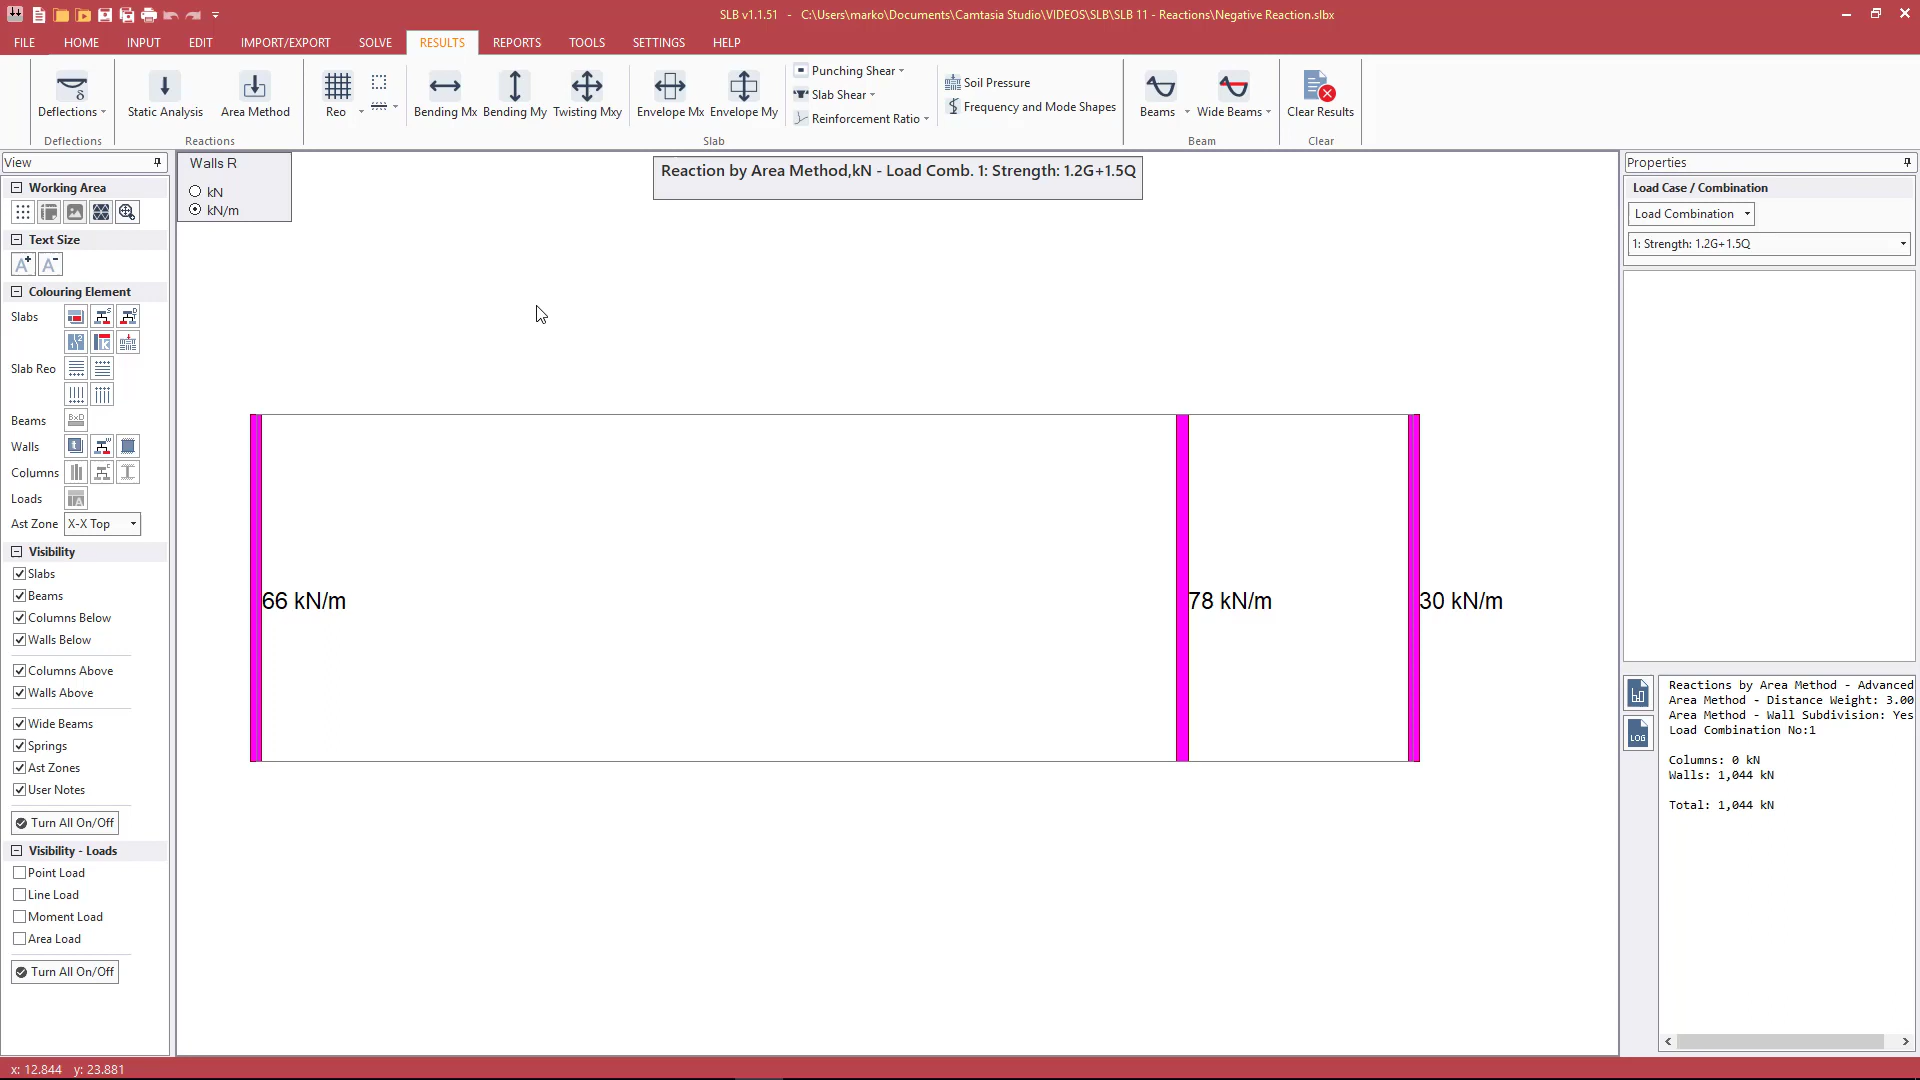 SLB v1.1.51 - C:\Users\marko\Documents\Camtasia Studio\VIDEOS\SLB\SLB 11 - Reactions\Negative Reaction.slbx
FILE HOME INPUT EDIT IMPORT/EXPORT SOLVE RESULTS REPORTS TOOLS SETTINGS HELP
Deflections
Deflections
Static Analysis
Area Method
Reactions
Reo
Bending Mx
Bending My
Twisting Mxy
Envelope Mx
Envelope My
Punching Shear
Slab Shear
Reinforcement Ratio
Soil Pressure
Frequency and Mode Shapes
Slab
Beams
Wide Beams
Beam
Clear Results
Clear
View
Working Area
Text Size
A+ A-
Colouring Element
Slabs
Slab Reo
Beams
BxD
Walls
Columns
Loads
Ast Zone X-X Top
Visibility
Slabs
Beams
Columns Below
Walls Below
Columns Above
Walls Above
Wide Beams
Springs
Ast Zones
User Notes
Turn All On/Off
Visibility - Loads
Point Load
Line Load
Moment Load
Area Load
Turn All On/Off
Walls R
kN
kN/m
Reaction by Area Method,kN - Load Comb. 1: Strength: 1.2G+1.5Q
66 kN/m
78 kN/m
30 kN/m
Properties
Load Case / Combination
Load Combination
1: Strength: 1.2G+1.5Q
LOG
Reactions by Area Method - Advanced
Area Method - Distance Weight: 3.00
Area Method - Wall Subdivision: Yes
Load Combination No:1
Columns: 0 kN
Walls: 1,044 kN
Total: 1,044 kN
x: 12.844 y: 23.881